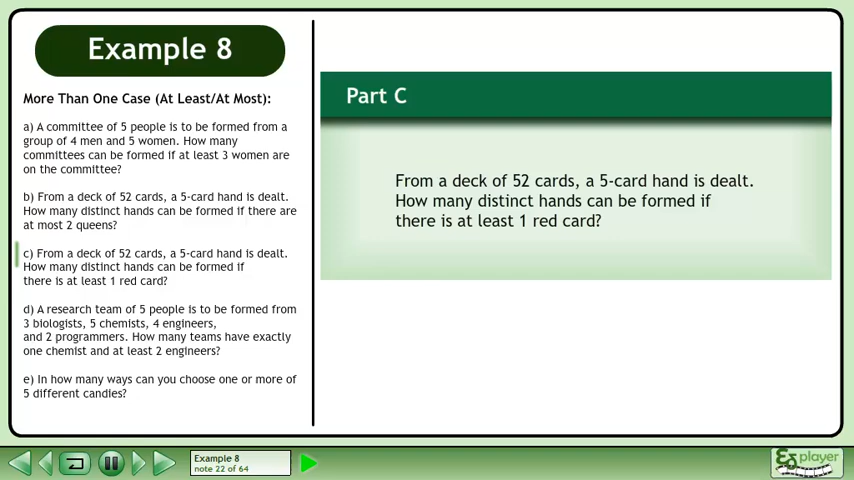 Example 8
More Than One Case (At Least/At Most):
a) A committee of 5 people is to be formed from a
group of 4 men and 5 women. How many
committees can be formed if at least 3 women are
on the committee?
b) From a deck of 52 cards, a 5-card hand is dealt.
How many distinct hands can be formed if there are
at most 2 queens?
c) From a deck of 52 cards, a 5-card hand is dealt.
How many distinct hands can be formed if
there is at least 1 red card?
d) A research team of 5 people is to be formed from
3 biologists, 5 chemists, 4 engineers,
and 2 programmers. How many teams have exactly
one chemist and at least 2 engineers?
e) In how many ways can you choose one or more of
5 different candies?
Part C
From a deck of 52 cards, a 5-card hand is dealt.
How many distinct hands can be formed if
there is at least 1 red card?
Example 8
note 22 of 64
player